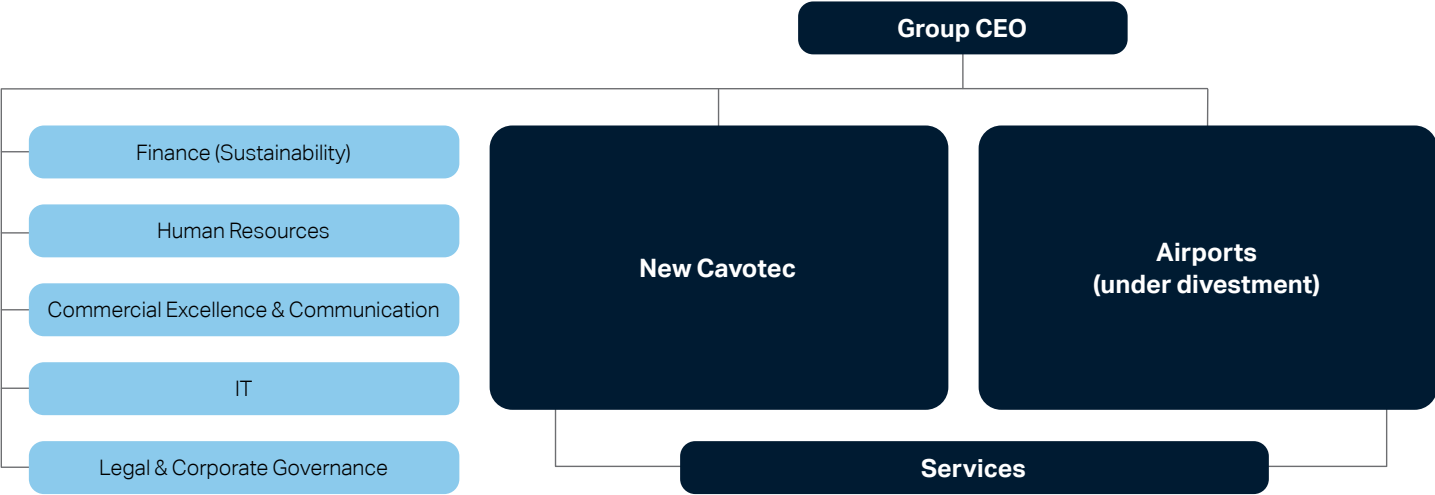 Group CEO
Finance (Sustainability)
Human Resources
Commercial Excellence & Communication
IT
Legal & Corporate Governance
New Cavotec
Airports
(under divestment)
Services